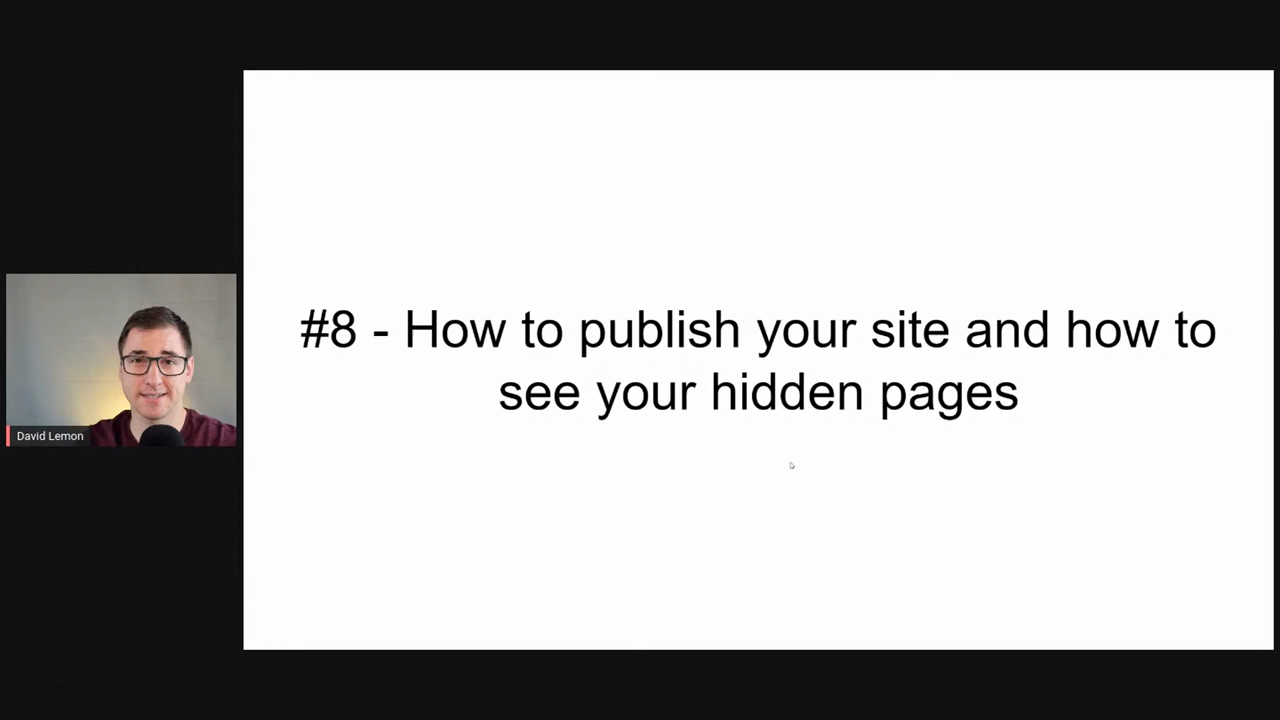 #8 - How to publish your site and how to
see your hidden pages
David Lemon